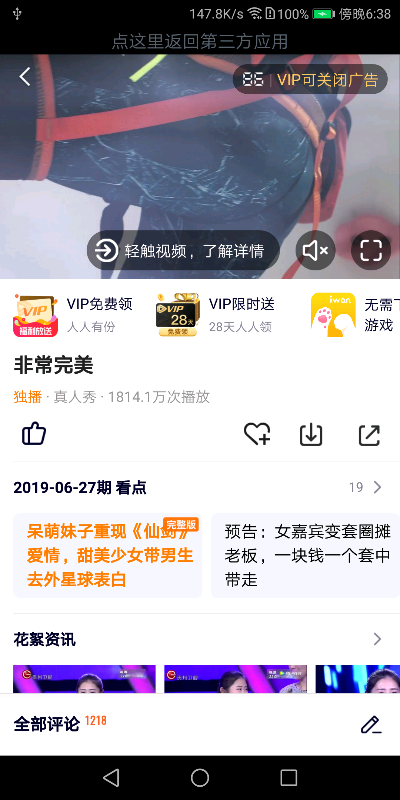 147.8K/s 100% 傍晚6:38
点这里返回第三方应用
85 VIP可关闭广告
轻触视频，了解详情
VIP
福利放送
VIP免费领
人人有份
VIP
28天
免费领
VIP限时送
28天人人领
iwan
无需下
游戏
非常完美
独播 · 真人秀 · 1814.1万次播放
2019-06-27期 看点
19
呆萌妹子重现《仙剑》
爱情，甜美少女带男生
去外星球表白
完整版
预告：女嘉宾变套圈摊
老板，一块钱一个套中
带走
花絮资讯
全部评论 1218